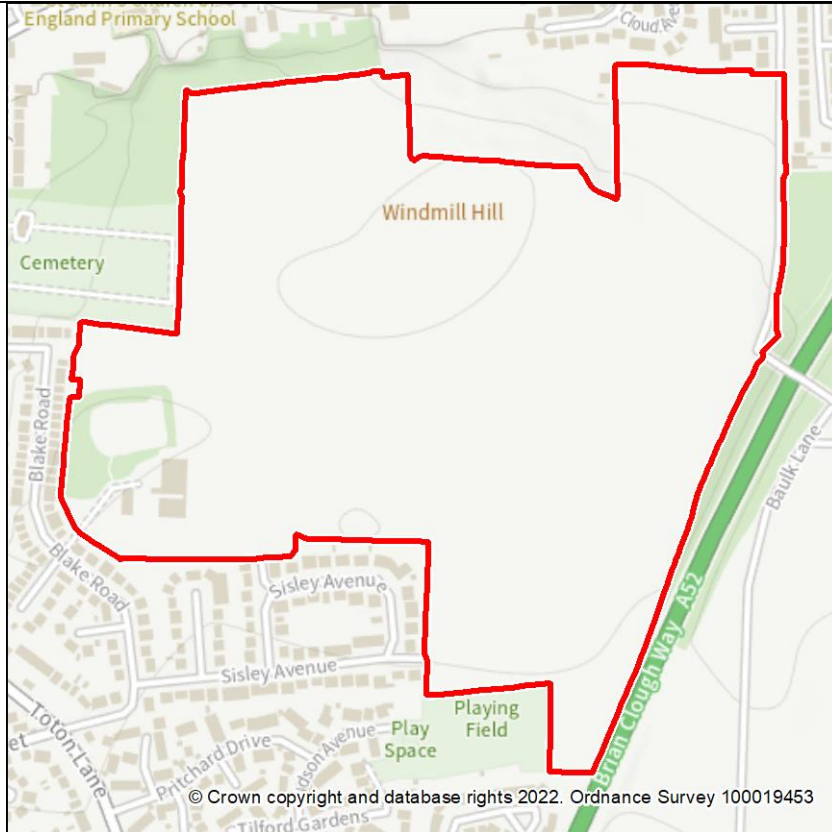 England Primary School
Cloud Ave
Windmill Hill
Cemetery
Blake Road
Baulk Lane
Blake Road
Sisley Avenue
Sisley Avenue
Brian Clough Way A52
Toton Lane
Playing
Field
Play
Space
Pritchard Drive
Avenue
Tilford Gardens
© Crown copyright and database rights 2022. Ordnance Survey 100019453